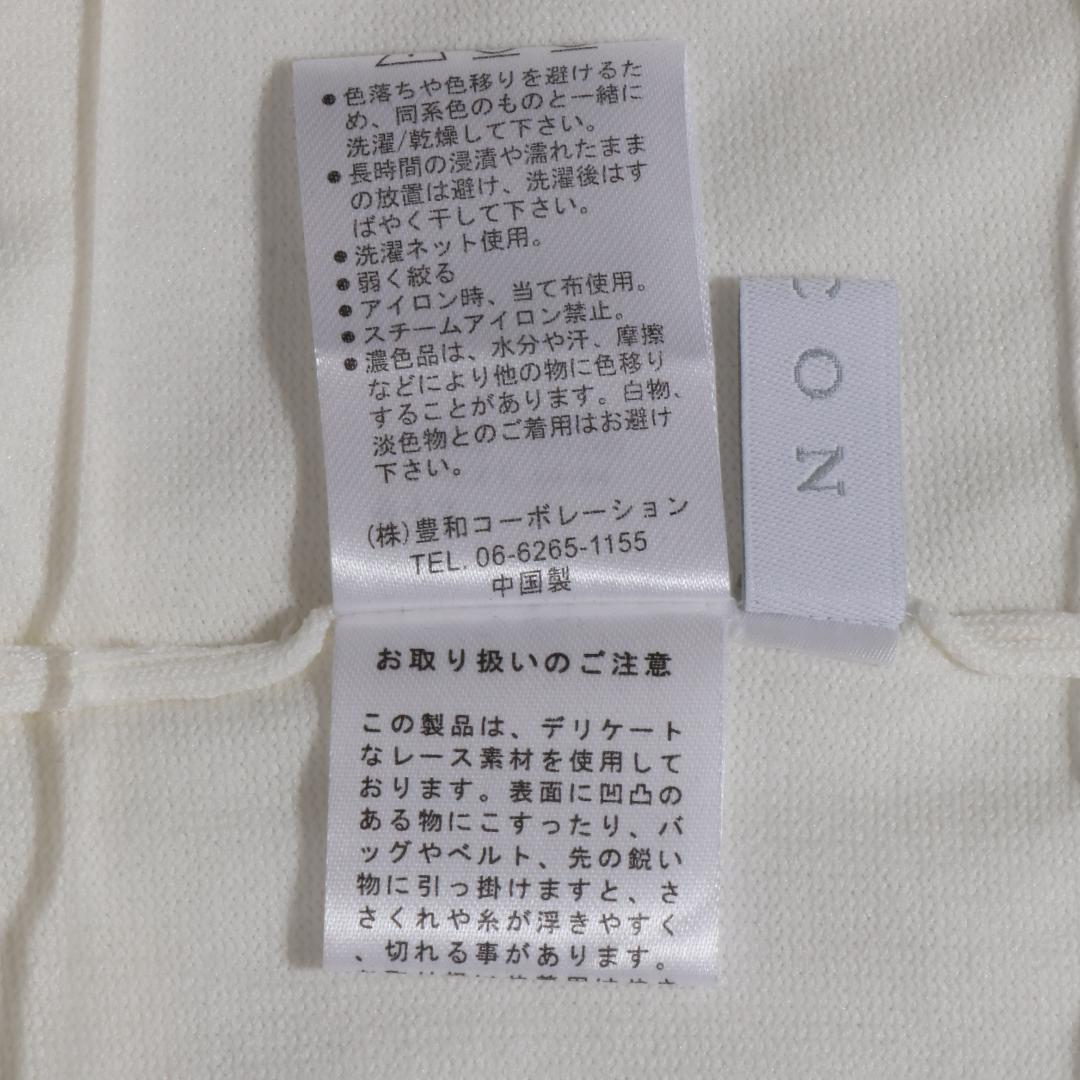 ●色落ちや色移りを避けるた
め、同系色のものと一緒に
洗濯/乾燥して下さい。
●長時間の浸漬や濡れたまま
の放置は避け、洗濯後はす
ばやく干して下さい。
●洗濯ネット使用。
●弱く絞る
●アイロン時、当て布使用。
●スチームアイロン禁止。
●濃色品は、水分や汗、摩擦
などにより他の物に色移り
することがあります。白物、
淡色物とのご着用はお避け
下さい。
(株)豊和コーポレーション
TEL. 06-6265-1155
中国製
お取り扱いのご注意
この製品は、デリケート
なレース素材を使用して
おります。表面に凹凸の
ある物にこすったり、バ
ッグやベルト、先の鋭い
物に引っ掛けますと、さ
さくれや糸が浮きやすく
、切れる事があります。
CON